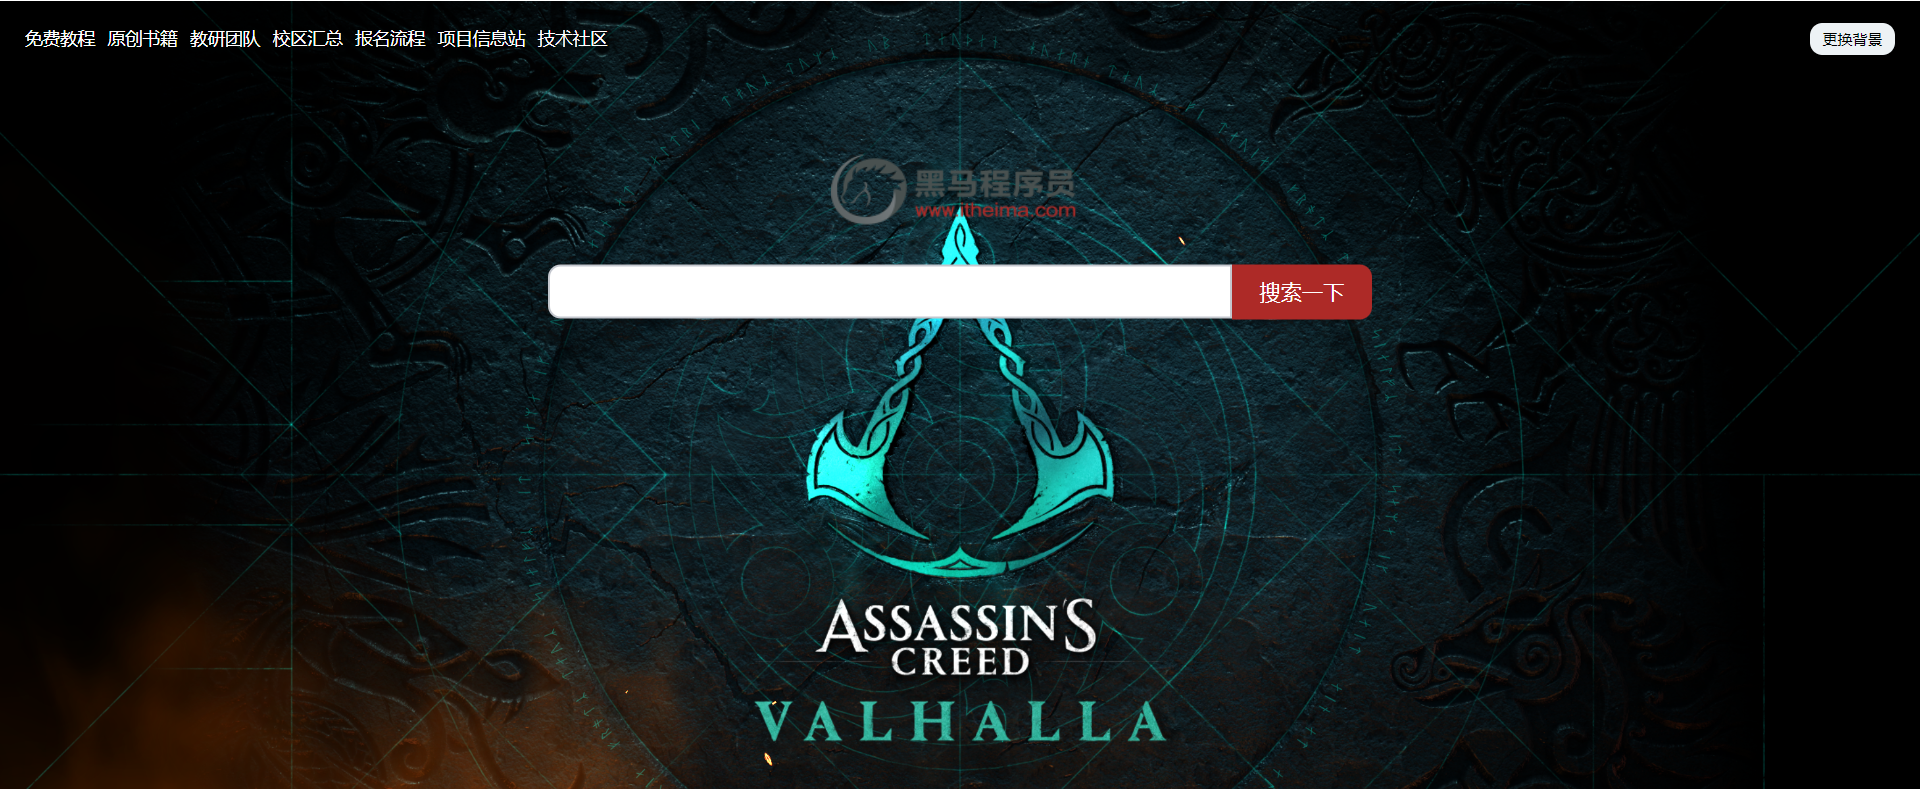 免费教程 原创书籍 教研团队 校区汇总 报名流程 项目信息站 技术社区
更换背景
黑马程序员
www.itheima.com
搜索一下
ASSASSIN'S
CREED
VALHALLA